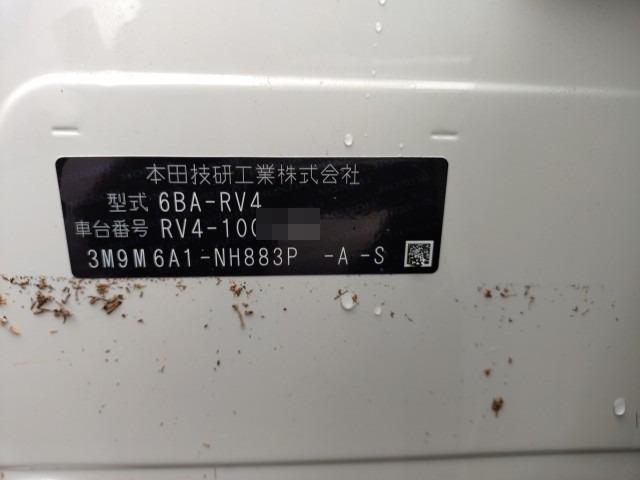 本田技研工業株式会社
型式 6BA-RV4
車台番号 RV4-100
3M9M6A1-NH883P -A-S